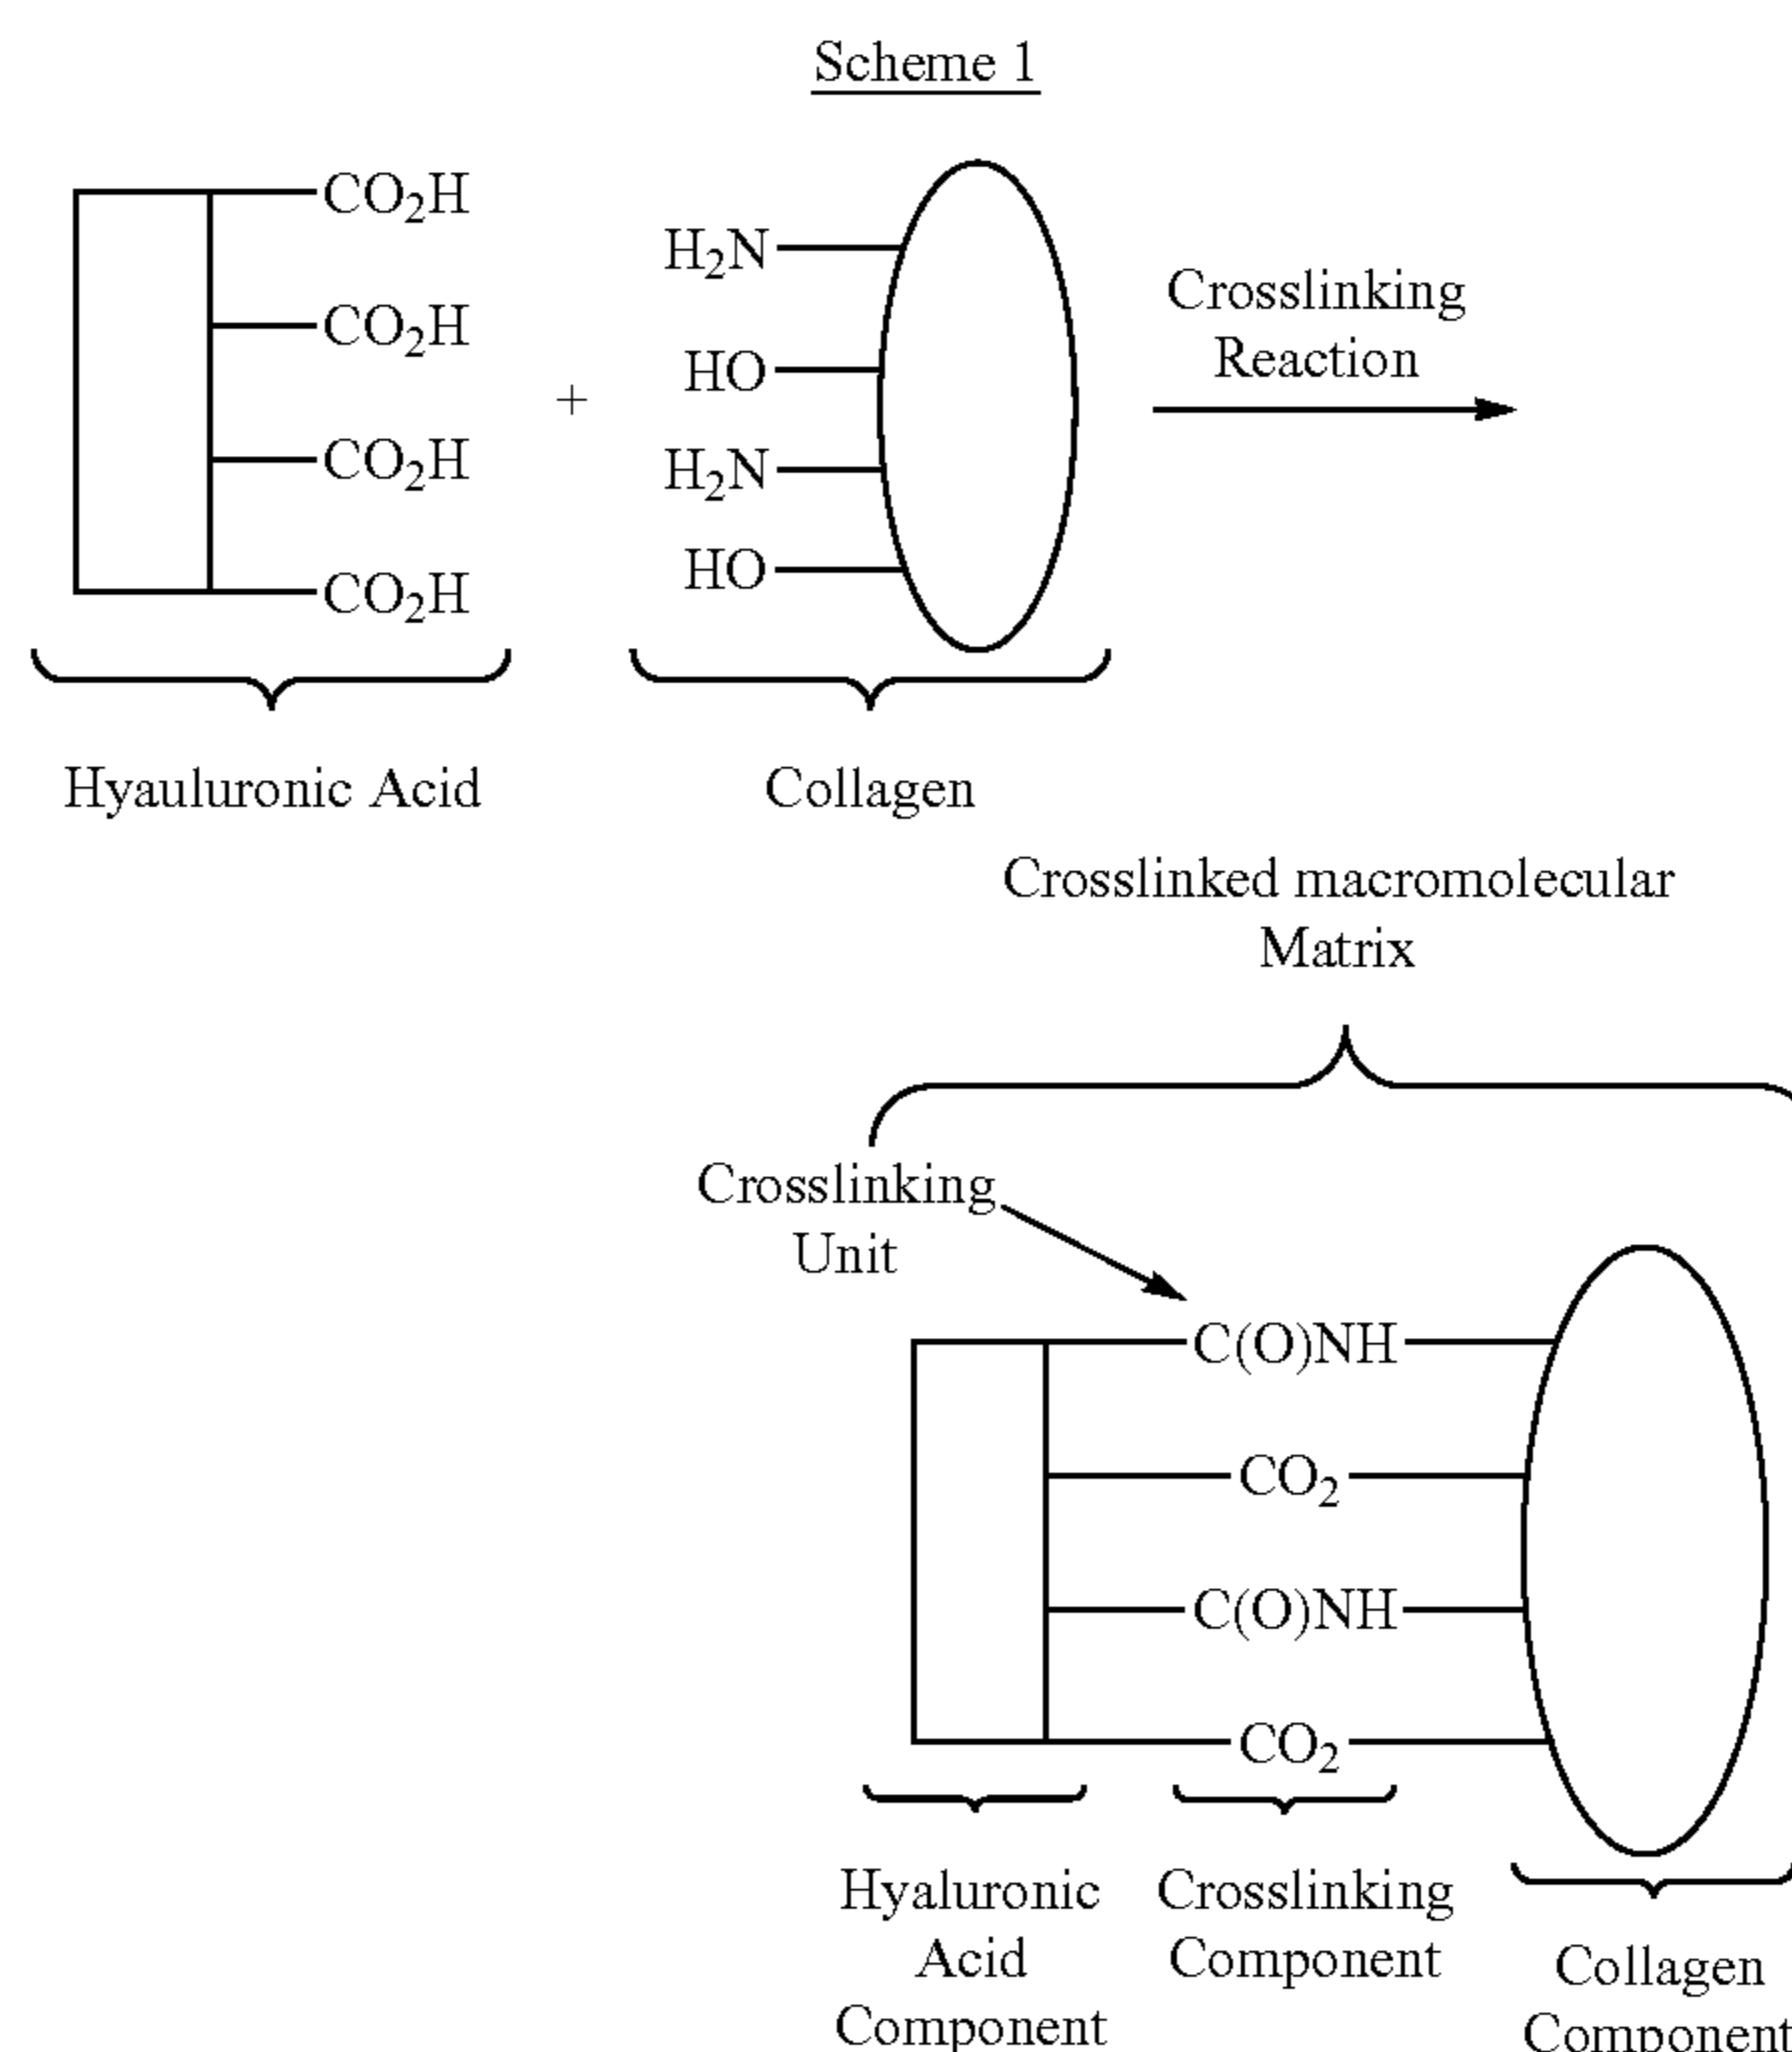 Scheme 1
CO₂H
CO₂H
CO₂H
CO₂H
+
H₂N
HO
H₂N
HO
Crosslinking
Reaction
Hyauluronic Acid
Collagen
Crosslinked macromolecular
Matrix
Crosslinking
Unit
C(O)NH
CO₂
C(O)NH
CO₂
Hyaluronic
Acid
Component
Crosslinking
Component
Collagen
Component